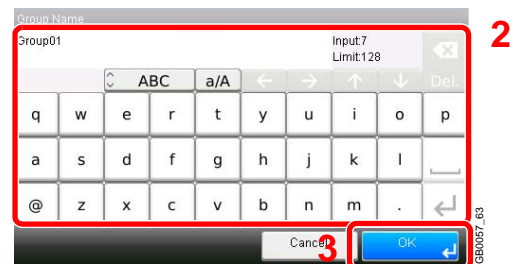 Group Name
Group01
Input:7
Limit:128
2
ABC a/A ← → ↑ ↓ Del.
q w e r t y u i o p
a s d f g h j k l
@ z x c v b n m .
Cancel 3 OK
GB0057_63